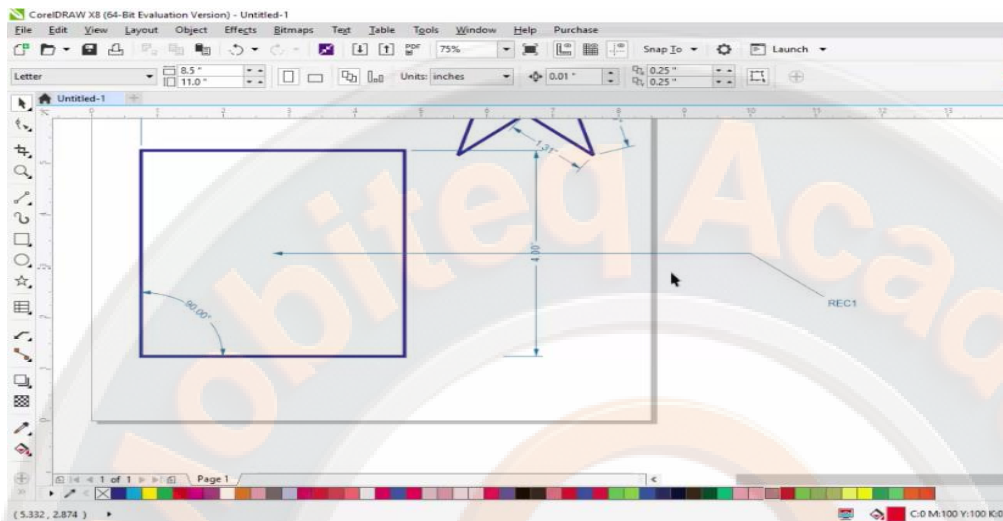 CorelDRAW X8 (64-Bit Evaluation Version) - Untitled-1
File Edit View Layout Object Effects Bitmaps Text Table Tools Window Help Purchase
PDF 75% Snap To Launch
Letter 8.5 " 11.0 " Units: inches 0.01 " 0.25 " 0.25 "
Untitled-1
1.31"
4.00"
90.00°
REC1
Mobiteq Acad
1 of 1 Page 1
( 5.332 , 2.874 ) C:0 M:100 Y:100 K:0